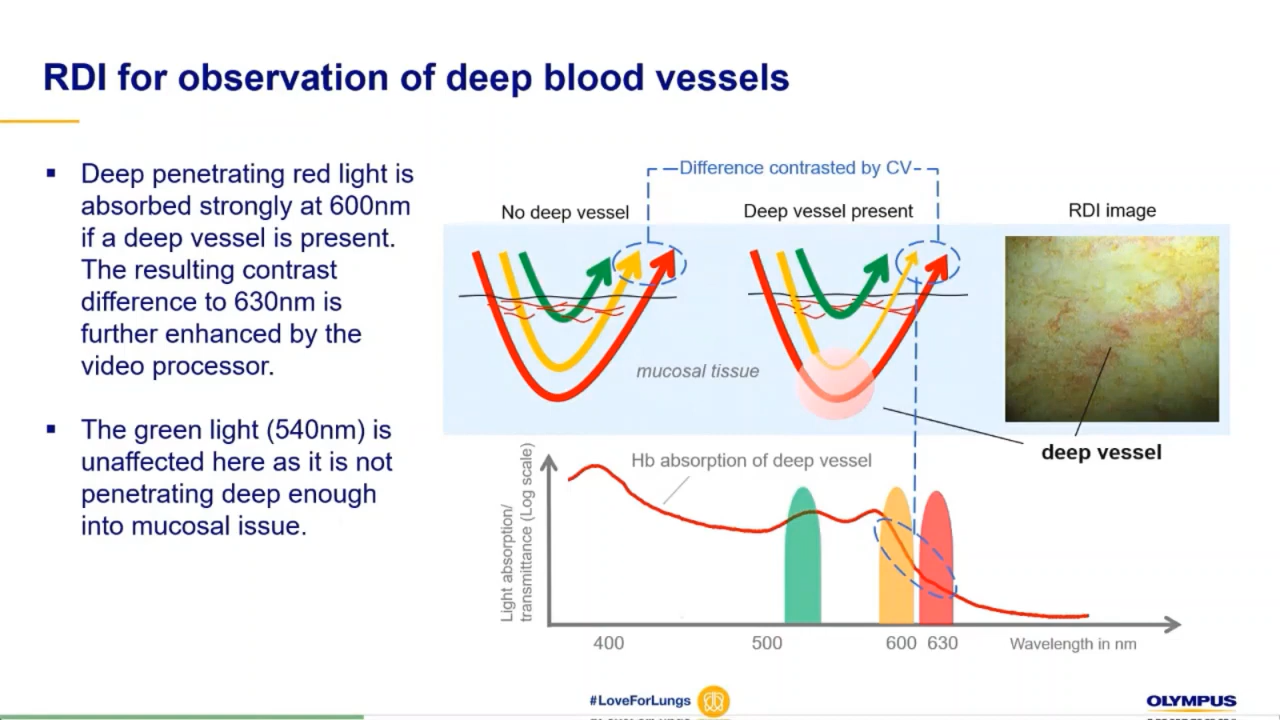 RDI for observation of deep blood vessels
▪ Deep penetrating red light is
absorbed strongly at 600nm
if a deep vessel is present.
The resulting contrast
difference to 630nm is
further enhanced by the
video processor.
▪ The green light (540nm) is
unaffected here as it is not
penetrating deep enough
into mucosal issue.
Difference contrasted by CV
No deep vessel
Deep vessel present
RDI image
mucosal tissue
deep vessel
Hb absorption of deep vessel
Light absorption/
transmittance (Log scale)
400
500
600
630
Wavelength in nm
#LoveForLungs
OLYMPUS